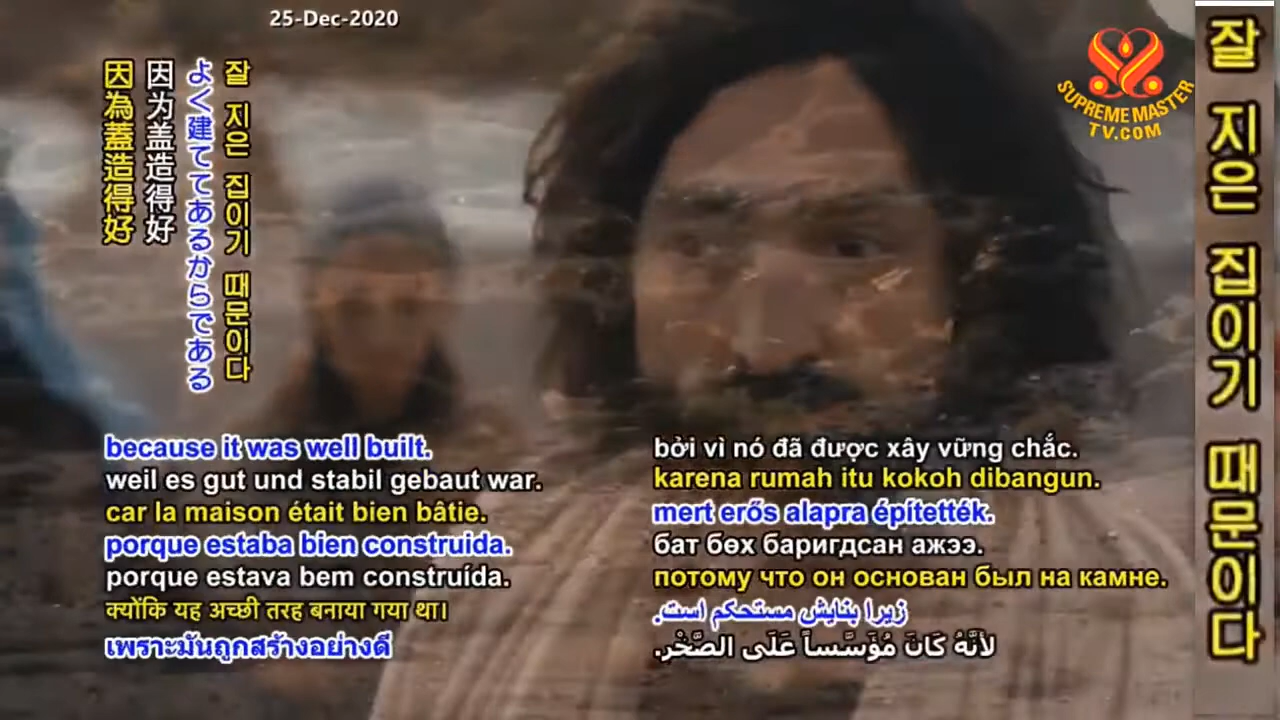 25-Dec-2020
SUPREME MASTER
TV.COM
잘 지은 집이기 때문이다
잘 지은 집이기 때문이다
よく建ててあるからである
因为盖造得好
因為蓋造得好
because it was well built.
weil es gut und stabil gebaut war.
car la maison était bien bâtie.
porque estaba bien construida.
porque estava bem construída.
क्योंकि यह अच्छी तरह बनाया गया था।
เพราะมันถูกสร้างอย่างดี
bởi vì nó đã được xây vững chắc.
karena rumah itu kokoh dibangun.
mert erős alapra építették.
бат бөх баригдсан ажээ.
потому что он основан был на камне.
زیرا بنایش مستحکم است.
لأنَّهُ كَانَ مُؤَسَّساً عَلَى الصَّخْرِ.